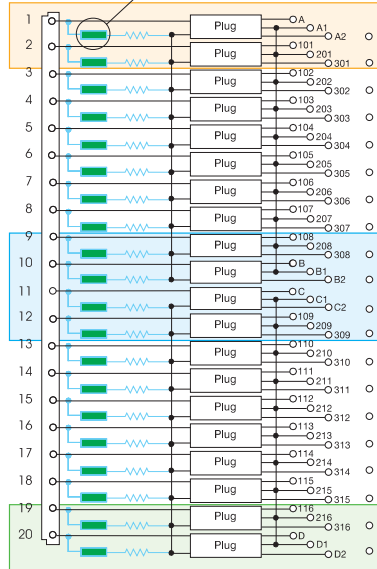 1 Plug A
A1
2 A2
Plug 101
201
3 301
Plug 102
202
4 302
Plug 103
203
5 303
Plug 104
204
6 304
Plug 105
205
7 305
Plug 106
206
8 306
Plug 107
207
9 307
Plug 108
208
10 308
Plug B
B1
11 B2
Plug C
C1
12 C2
Plug 109
209
13 309
Plug 110
210
14 310
Plug 111
211
15 311
Plug 112
212
16 312
Plug 113
213
17 313
Plug 114
214
18 314
Plug 115
215
19 315
Plug 116
216
20 316
Plug D
D1
D2